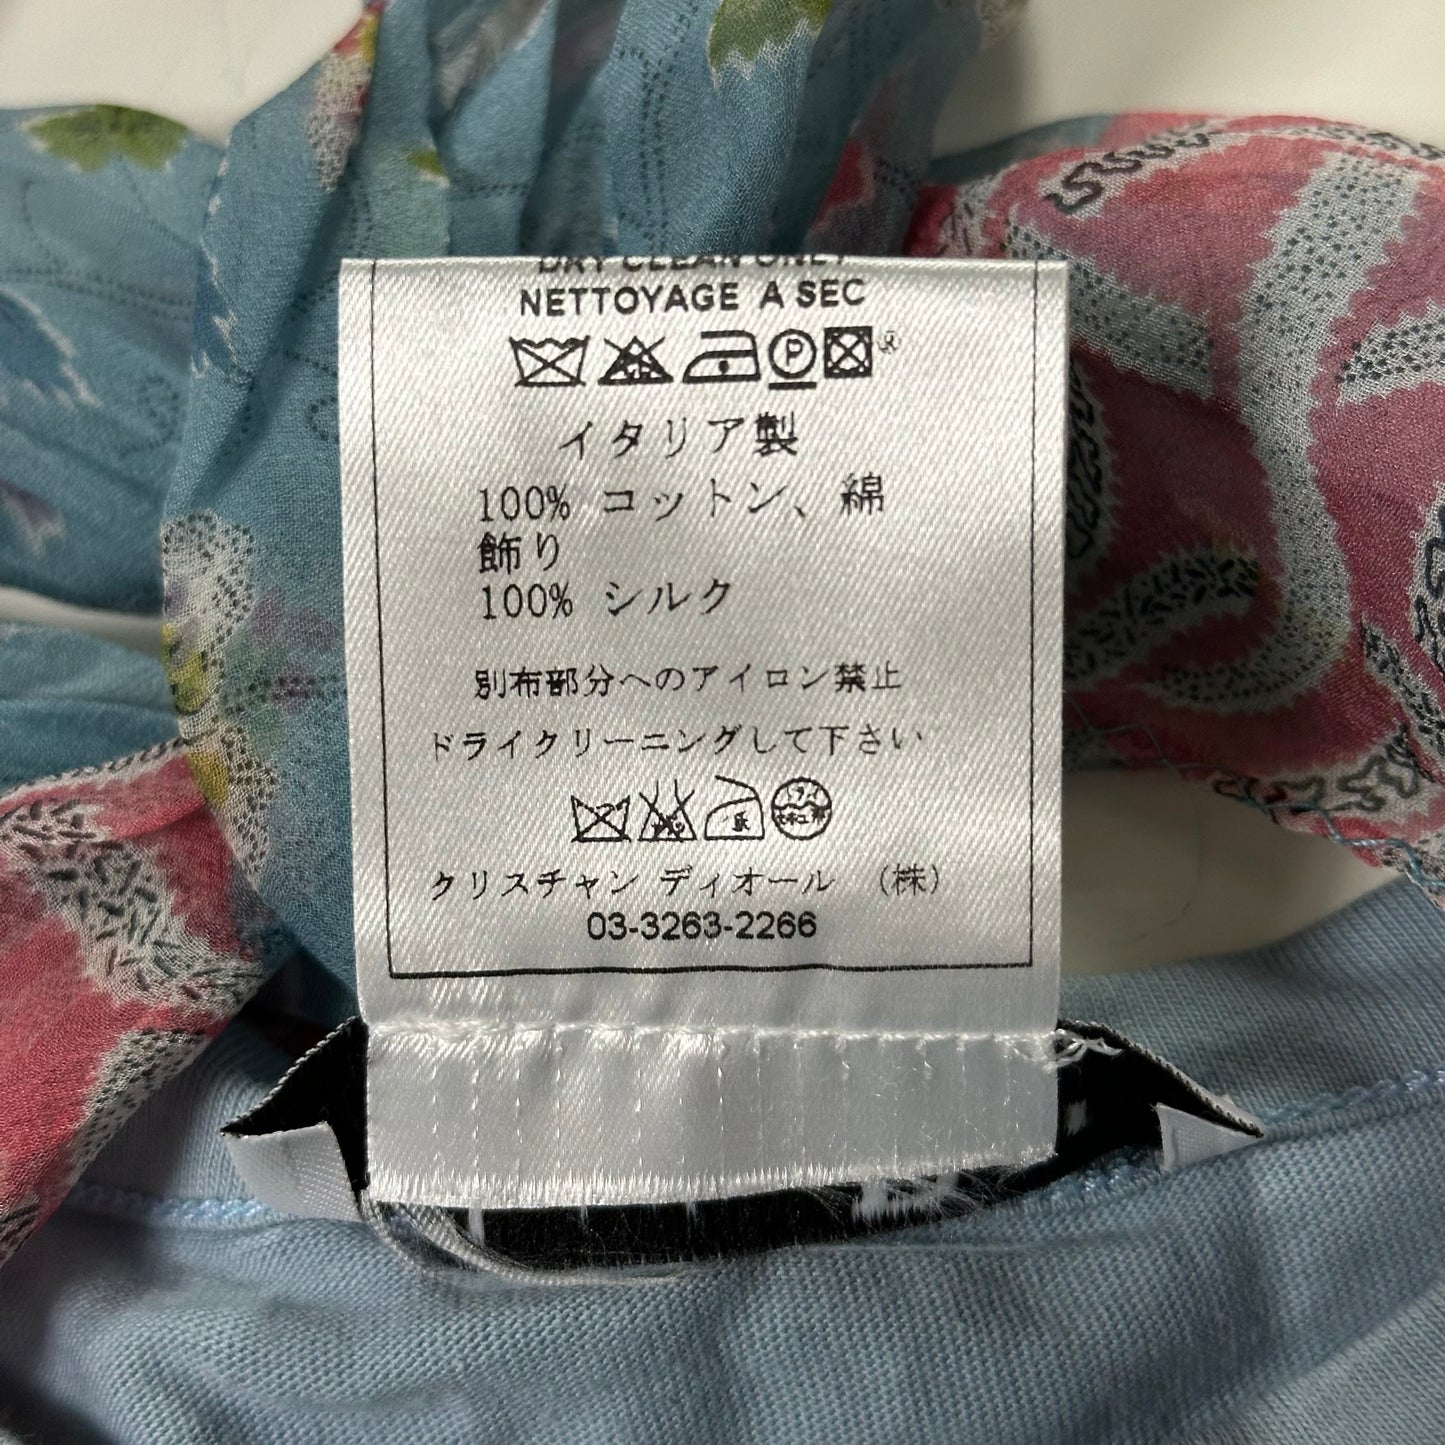 DRY CLEAN ONLY
NETTOYAGE A SEC
P
イタリア製
100% コットン、綿
飾り
100% シルク
別布部分へのアイロン禁止
ドライクリーニングして下さい
クリスチャン ディオール (株)
03-3263-2266